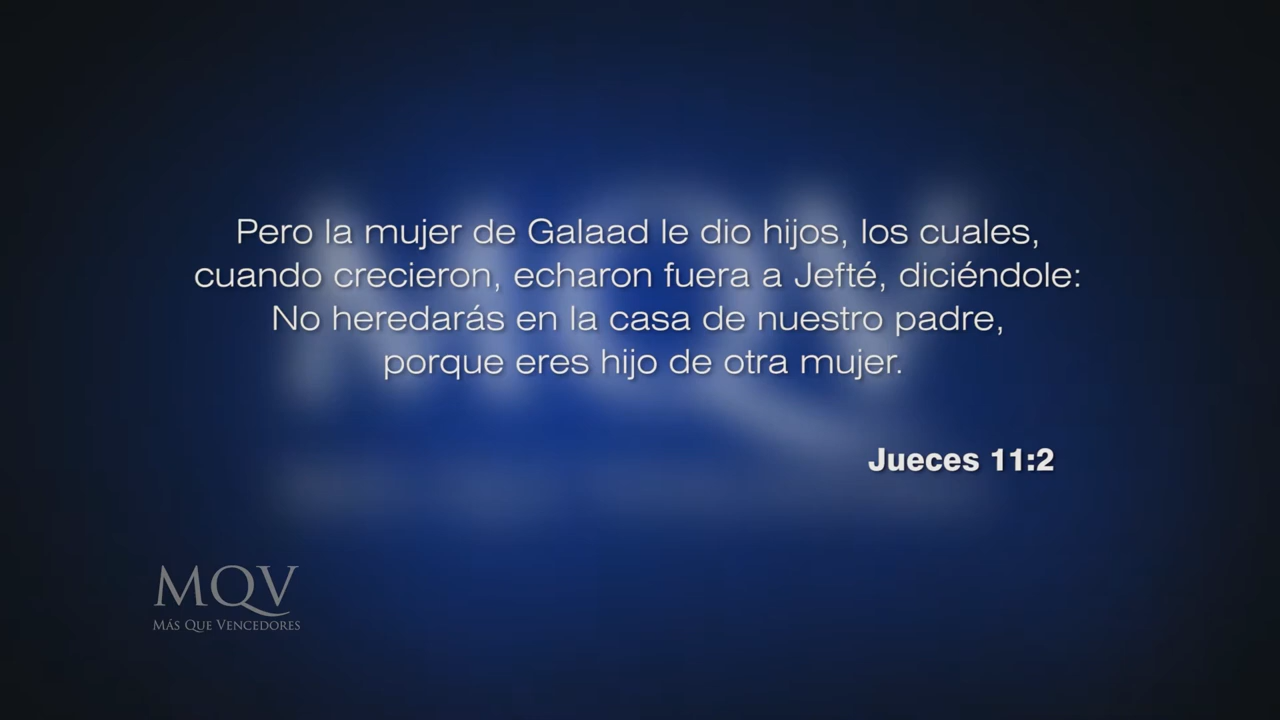 Pero la mujer de Galaad le dio hijos, los cuales,
cuando crecieron, echaron fuera a Jefté, diciéndole:
No heredarás en la casa de nuestro padre,
porque eres hijo de otra mujer.
Jueces 11:2
MQV
Más Que Vencedores